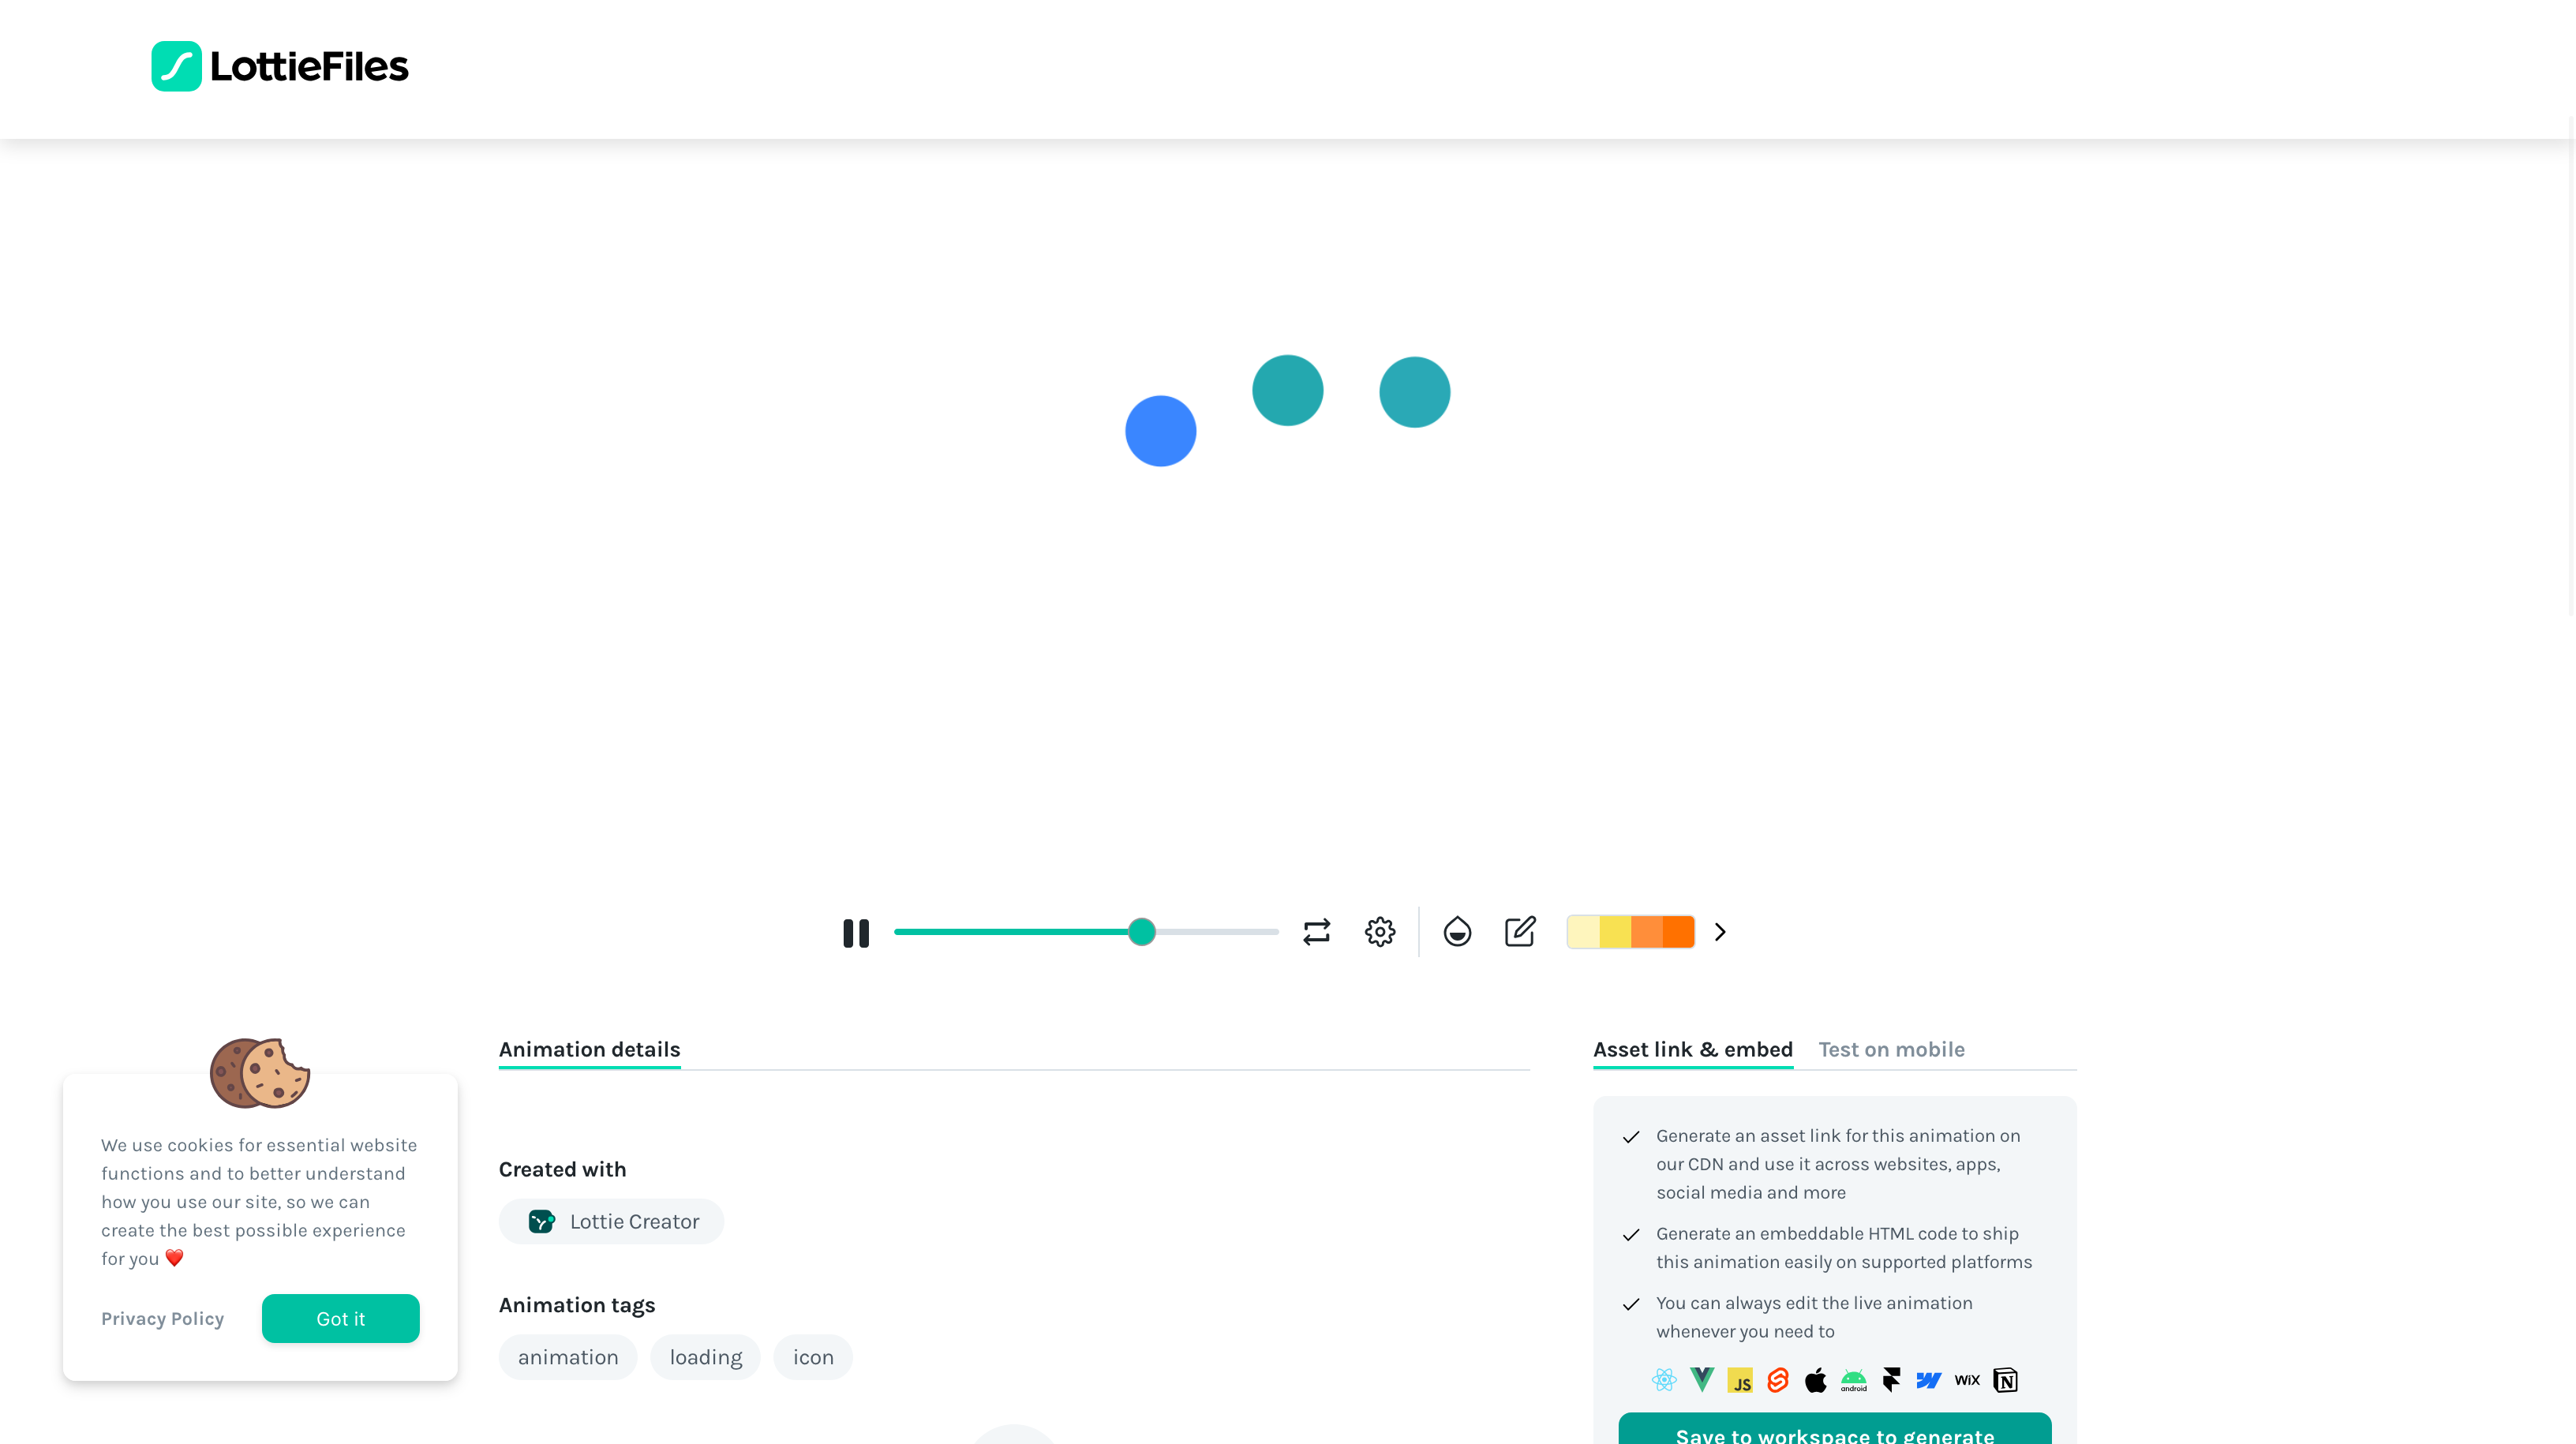 LottieFiles
Animation details
Asset link & embed
Test on mobile
We use cookies for essential website
functions and to better understand
how you use our site, so we can
create the best possible experience
for you ❤️
Privacy Policy
Got it
Created with
Lottie Creator
Animation tags
animation
loading
icon
Generate an asset link for this animation on
our CDN and use it across websites, apps,
social media and more
Generate an embeddable HTML code to ship
this animation easily on supported platforms
You can always edit the live animation
whenever you need to
JS
android
WiX
N
Save to workspace to generate